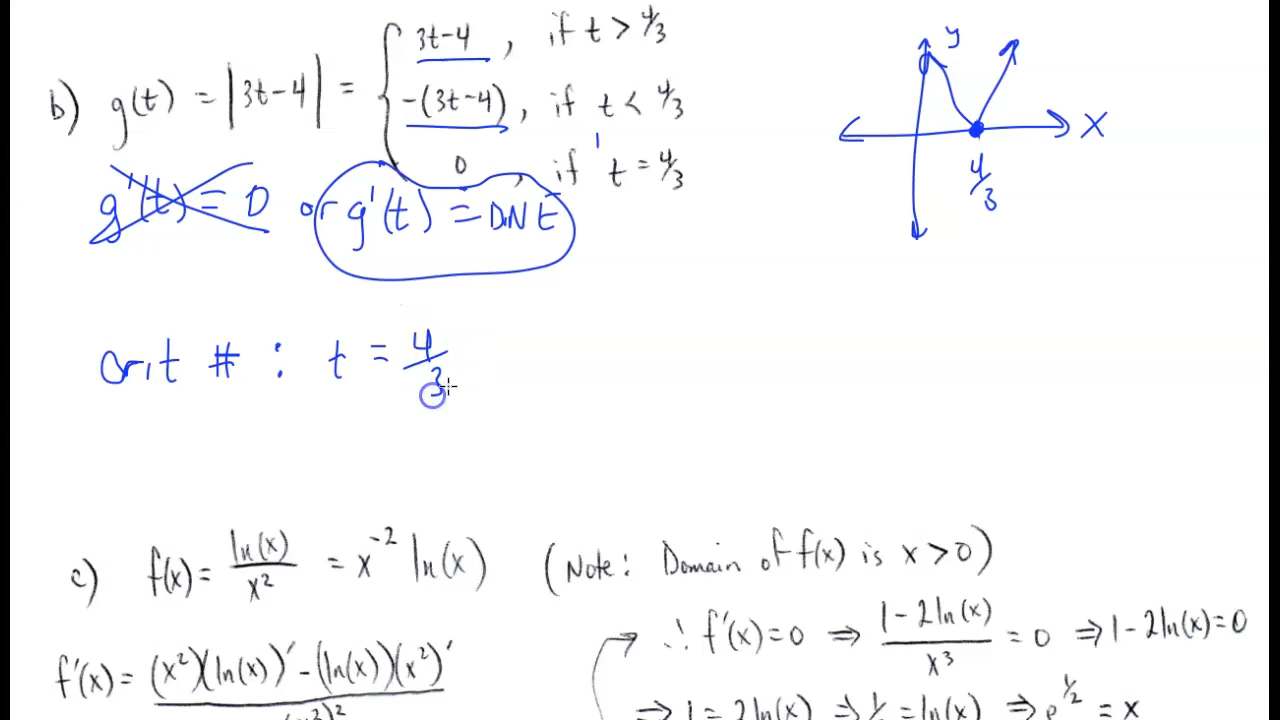 b) g(t) = |3t-4| = { 3t-4, if t > 4/3
-(3t-4), if t < 4/3
0, if t = 4/3
g'(t) = 0 or g'(t) = DNE
crit # : t = 4/3
y
x
4/3
c) f(x) = ln(x)/x² = x⁻² ln(x) (Note: Domain of f(x) is x > 0)
∴ f'(x) = 0 ⇒ (1-2ln(x))/x³ = 0 ⇒ 1-2ln(x) = 0
f'(x) = ((x²)(ln(x))' - (ln(x))(x²)')/(x²)²
⇒ 1 = 2ln(x) ⇒ ½ = ln(x) ⇒ e^½ = x